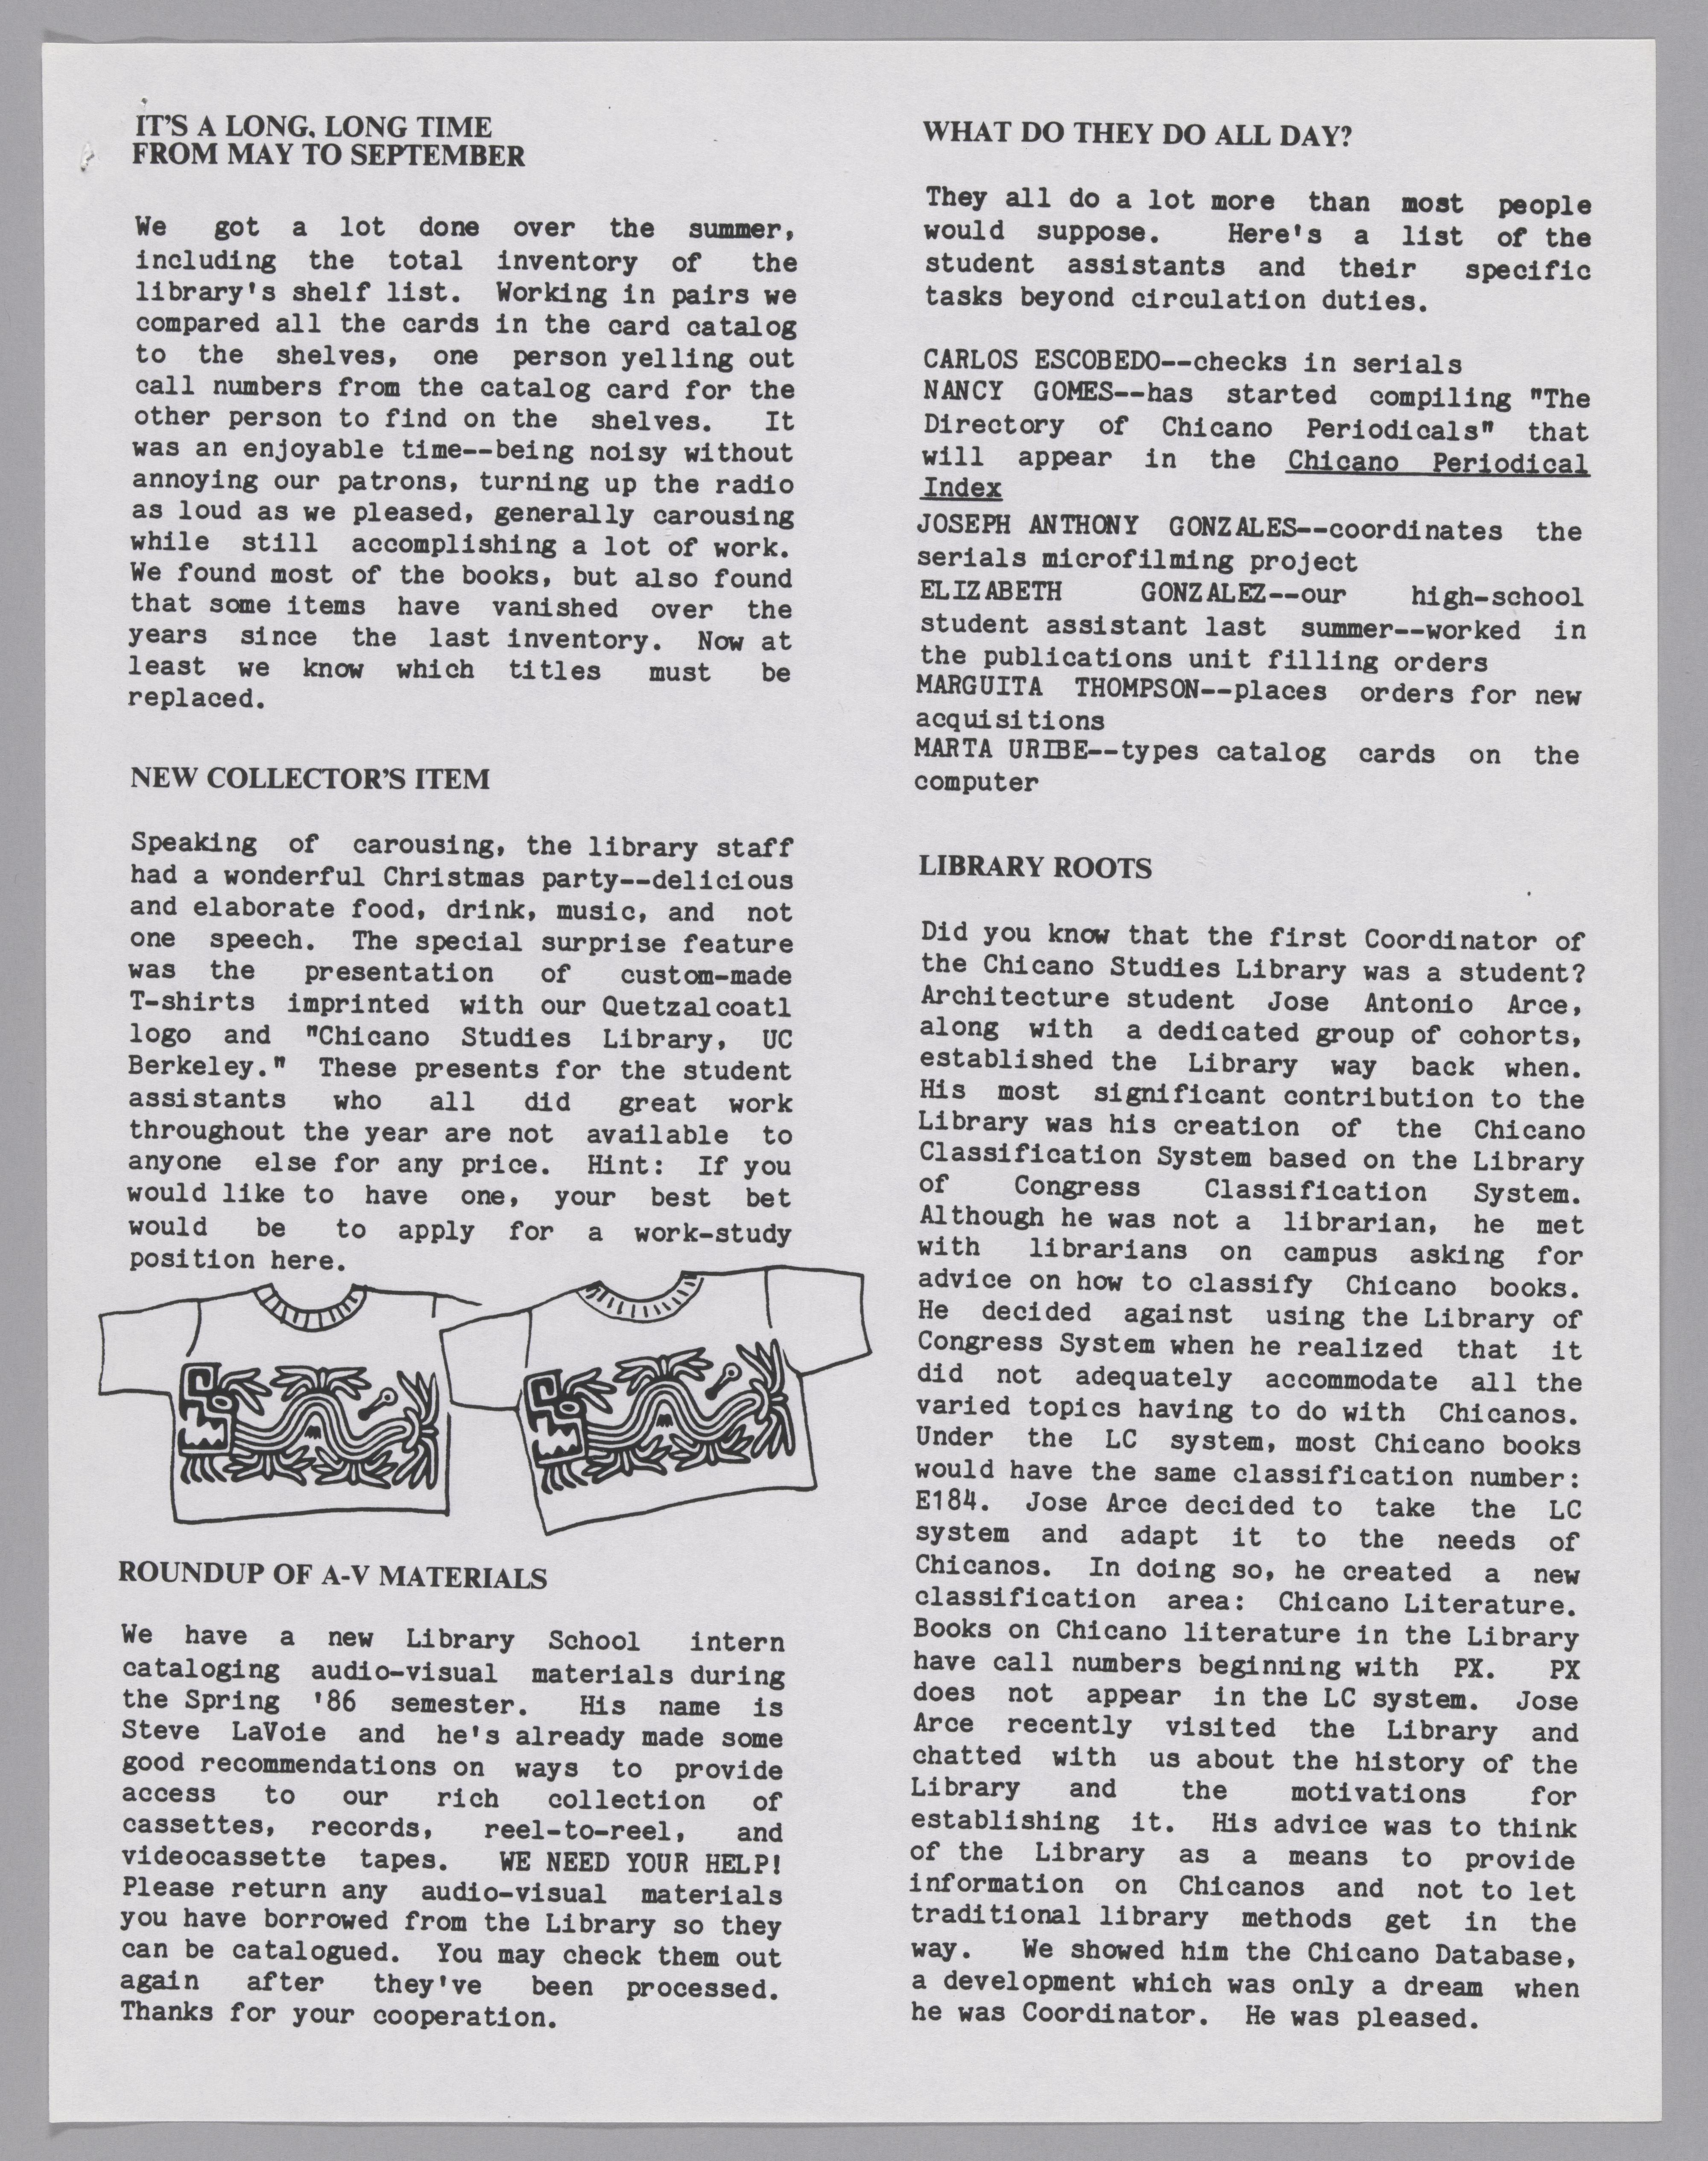 IT'S A LONG, LONG TIME
FROM MAY TO SEPTEMBER
We got a lot done over the summer,
including the total inventory of the
library's shelf list. Working in pairs we
compared all the cards in the card catalog
to the shelves, one person yelling out
call numbers from the catalog card for the
other person to find on the shelves. It
was an enjoyable time--being noisy without
annoying our patrons, turning up the radio
as loud as we pleased, generally carousing
while still accomplishing a lot of work.
We found most of the books, but also found
that some items have vanished over the
years since the last inventory. Now at
least we know which titles must be
replaced.
NEW COLLECTOR'S ITEM
Speaking of carousing, the library staff
had a wonderful Christmas party--delicious
and elaborate food, drink, music, and not
one speech. The special surprise feature
was the presentation of custom-made
T-shirts imprinted with our Quetzalcoatl
logo and "Chicano Studies Library, UC
Berkeley." These presents for the student
assistants who all did great work
throughout the year are not available to
anyone else for any price. Hint: If you
would like to have one, your best bet
would be to apply for a work-study
position here.
ROUNDUP OF A-V MATERIALS
We have a new Library School intern
cataloging audio-visual materials during
the Spring '86 semester. His name is
Steve LaVoie and he's already made some
good recommendations on ways to provide
access to our rich collection of
cassettes, records, reel-to-reel, and
videocassette tapes. WE NEED YOUR HELP!
Please return any audio-visual materials
you have borrowed from the Library so they
can be catalogued. You may check them out
again after they've been processed.
Thanks for your cooperation.
WHAT DO THEY DO ALL DAY?
They all do a lot more than most people
would suppose. Here's a list of the
student assistants and their specific
tasks beyond circulation duties.
CARLOS ESCOBEDO--checks in serials
NANCY GOMES--has started compiling "The
Directory of Chicano Periodicals" that
will appear in the Chicano Periodical
Index
JOSEPH ANTHONY GONZALES--coordinates the
serials microfilming project
ELIZABETH GONZALEZ--our high-school
student assistant last summer--worked in
the publications unit filling orders
MARGUITA THOMPSON--places orders for new
acquisitions
MARTA URIBE--types catalog cards on the
computer
LIBRARY ROOTS
Did you know that the first Coordinator of
the Chicano Studies Library was a student?
Architecture student Jose Antonio Arce,
along with a dedicated group of cohorts,
established the Library way back when.
His most significant contribution to the
Library was his creation of the Chicano
Classification System based on the Library
of Congress Classification System.
Although he was not a librarian, he met
with librarians on campus asking for
advice on how to classify Chicano books.
He decided against using the Library of
Congress System when he realized that it
did not adequately accommodate all the
varied topics having to do with Chicanos.
Under the LC system, most Chicano books
would have the same classification number:
E184. Jose Arce decided to take the LC
system and adapt it to the needs of
Chicanos. In doing so, he created a new
classification area: Chicano Literature.
Books on Chicano literature in the Library
have call numbers beginning with PX. PX
does not appear in the LC system. Jose
Arce recently visited the Library and
chatted with us about the history of the
Library and the motivations for
establishing it. His advice was to think
of the Library as a means to provide
information on Chicanos and not to let
traditional library methods get in the
way. We showed him the Chicano Database,
a development which was only a dream when
he was Coordinator. He was pleased.